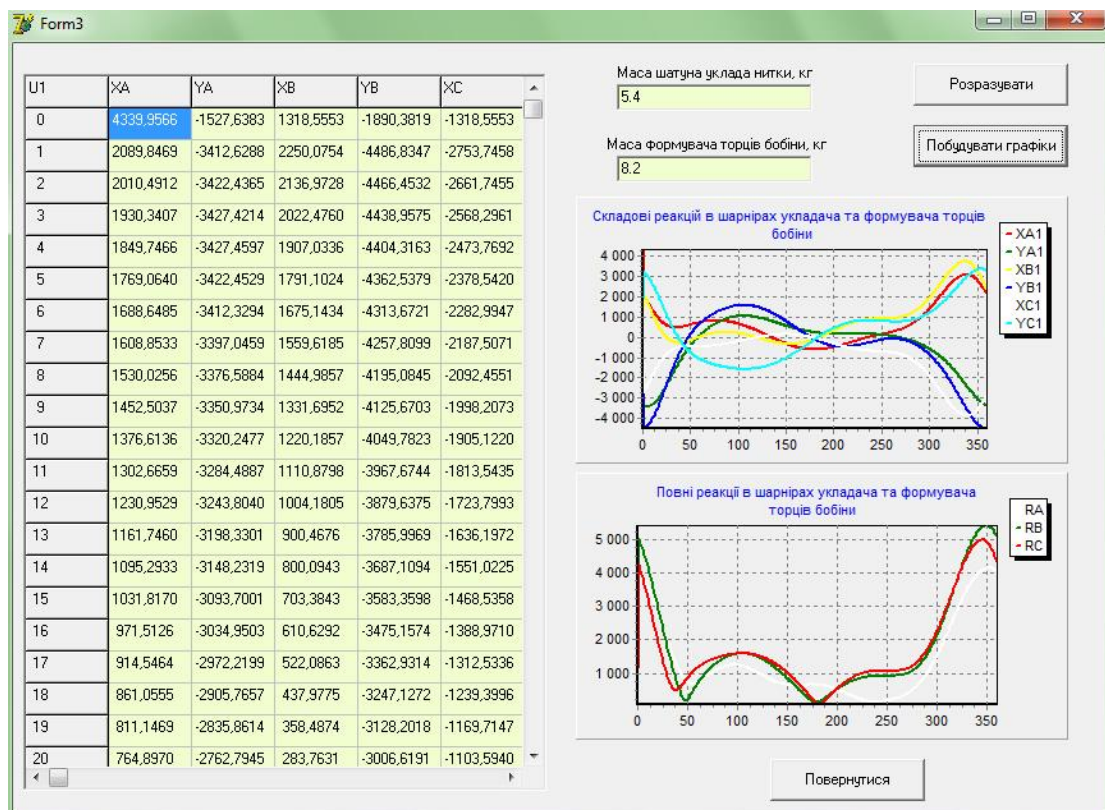 Form3
U1 XA YA XB YB XC
0 4339,9566 -1527,6383 1318,5553 -1890,3819 -1318,5553
1 2089,8469 -3412,6288 2250,0754 -4486,8347 -2753,7458
2 2010,4912 -3422,4365 2136,9728 -4466,4532 -2661,7455
3 1930,3407 -3427,4214 2022,4760 -4438,9575 -2568,2961
4 1849,7466 -3427,4597 1907,0336 -4404,3163 -2473,7692
5 1769,0640 -3422,4529 1791,1024 -4362,5379 -2378,5420
6 1688,6485 -3412,3294 1675,1434 -4313,6721 -2282,9947
7 1608,8533 -3397,0459 1559,6185 -4257,8099 -2187,5071
8 1530,0256 -3376,5884 1444,9857 -4195,0845 -2092,4551
9 1452,5037 -3350,9734 1331,6952 -4125,6703 -1998,2073
10 1376,6136 -3320,2477 1220,1857 -4049,7823 -1905,1220
11 1302,6659 -3284,4887 1110,8798 -3967,6744 -1813,5435
12 1230,9529 -3243,8040 1004,1805 -3879,6375 -1723,7993
13 1161,7460 -3198,3301 900,4676 -3785,9969 -1636,1972
14 1095,2933 -3148,2319 800,0943 -3687,1094 -1551,0225
15 1031,8170 -3093,7001 703,3843 -3583,3598 -1468,5358
16 971,5126 -3034,9503 610,6292 -3475,1574 -1388,9710
17 914,5464 -2972,2199 522,0863 -3362,9314 -1312,5336
18 861,0555 -2905,7657 437,9775 -3247,1272 -1239,3996
19 811,1469 -2835,8614 358,4874 -3128,2018 -1169,7147
20 764,8970 -2762,7945 283,7631 -3006,6191 -1103,5940
Маса шатуна уклада нитки, кг
5.4
Розразувати
Маса формувача торців бобіни, кг
8.2
Побудувати графіки
Складові реакцій в шарнірах укладача та формувача торців
бобіни
4 000
3 000
2 000
1 000
0
-1 000
-2 000
-3 000
-4 000
0 50 100 150 200 250 300 350
XA1
YA1
XB1
YB1
XC1
YC1
Повні реакції в шарнірах укладача та формувача
торців бобіни
5 000
4 000
3 000
2 000
1 000
0 50 100 150 200 250 300 350
RA
RB
RC
Повернутися